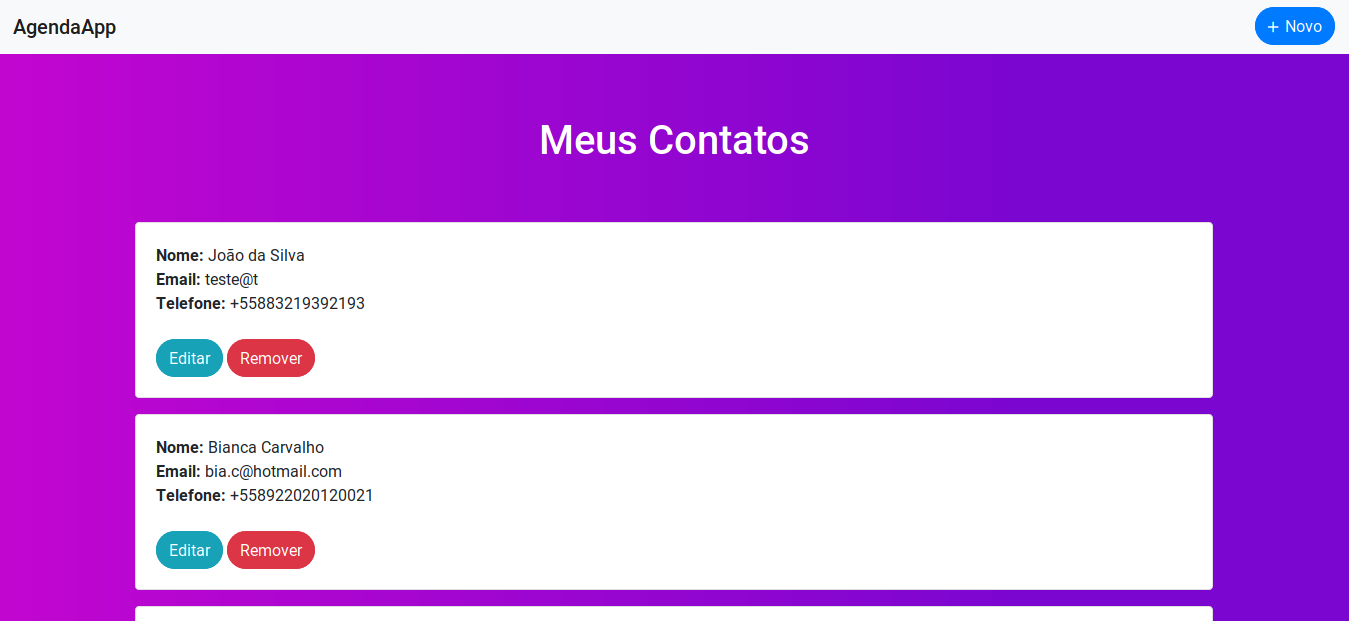 AgendaApp
+ Novo
Meus Contatos
Nome: João da Silva
Email: teste@t
Telefone: +55883219392193
Editar Remover
Nome: Bianca Carvalho
Email: bia.c@hotmail.com
Telefone: +558922020120021
Editar Remover